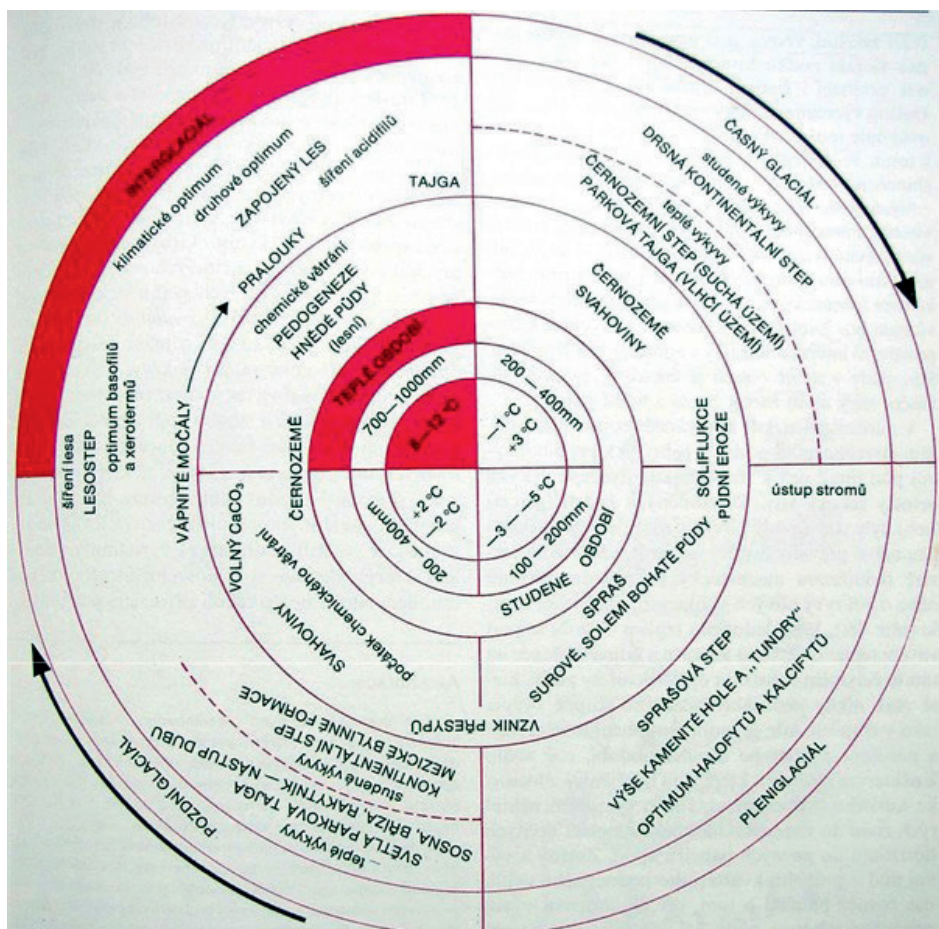 INTERGLACIÁL
klimatické optimum
druhové optimum
ZAPOJENÝ LES
šíření acidifilů
TAJGA
PRALOUKY
chemické větrání
PEDOGENEZE
HNĚDÉ PŮDY
(lesní)
TEPLÉ OBDOBÍ
700—1000mm
8—12 °C
ČASNÝ GLACIÁL
studené výkyvy
DRSNÁ KONTINENTÁLNÍ STEP
teplé výkyvy
ČERNOZEMNÍ STEP (SUCHÁ ÚZEMÍ)
PARKOVÁ TAJGA (VLHČÍ ÚZEMÍ)
ČERNOZEMĚ
SVAHOVINY
200—400mm
—1 °C
+3 °C
šíření lesa
LESOSTEP
optimum basofilů
a xerotermů
VÁPNITÉ MOČÁLY
VOLNÝ CaCO₃
ČERNOZEMĚ
počátek chemického větrání
SVAHOVINY
200
400mm
+2 °C
—2 °C
SOLIFLUKCE
PŮDNÍ EROZE
ústup stromů
—3 — —5 °C
100—200mm
STUDENÉ OBDOBÍ
SPRAŠ
SUROVÉ, SOLEMI BOHATÉ PŮDY
VZNIK PŘESYPŮ
SPRAŠOVÁ STEP
VÝŠE KAMENITÉ HOLE A „TUNDRY“
OPTIMUM HALOFYTŮ A KALCIFYTŮ
PLENIGLACIÁL
MEZICKÉ BYLINNÉ FORMACE
KONTINENTÁLNÍ STEP
studené výkyvy
SOSNA, BŘÍZA, RAKYTNÍK — NÁSTUP DUBU
SVĚTLÁ PARKOVÁ TAJGA
— teplé výkyvy
POZDNÍ GLACIÁL